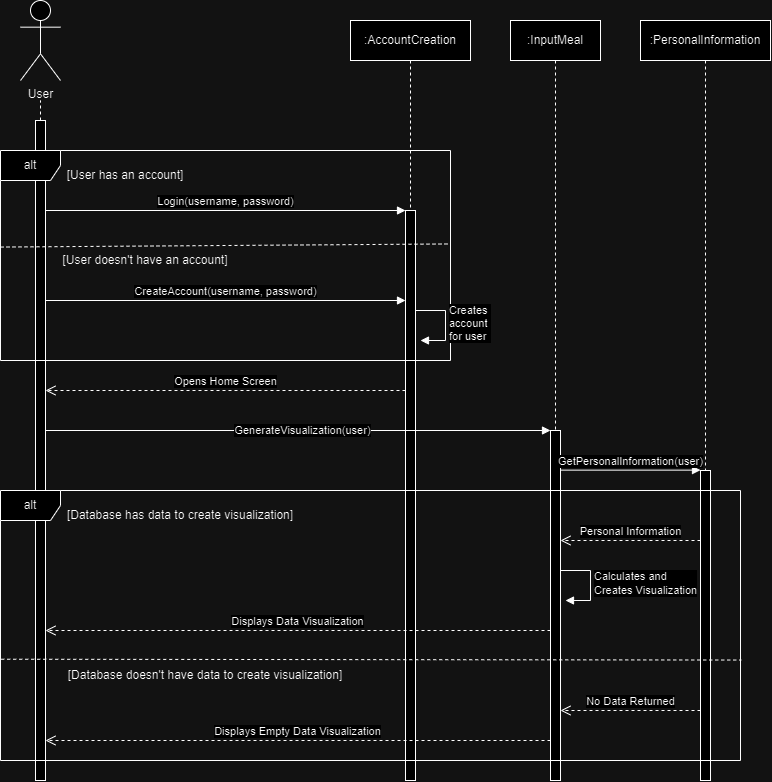 :AccountCreation
:InputMeal
:PersonalInformation
User
alt
[User has an account]
Login(username, password)
[User doesn't have an account]
CreateAccount(username, password)
Creates
account
for user
Opens Home Screen
GenerateVisualization(user)
GetPersonalInformation(user)
alt
[Database has data to create visualization]
Personal Information
Calculates and
Creates Visualization
Displays Data Visualization
[Database doesn't have data to create visualization]
No Data Returned
Displays Empty Data Visualization